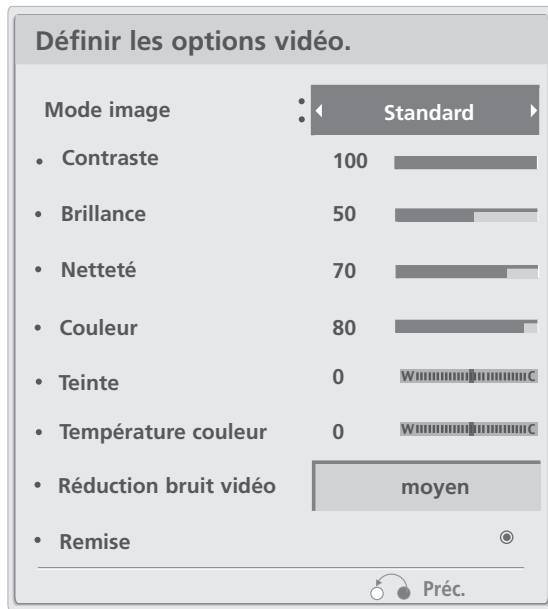 Définir les options vidéo.
Mode image : Standard
• Contraste 100
• Brillance 50
• Netteté 70
• Couleur 80
• Teinte 0 W C
• Température couleur 0 W C
• Réduction bruit vidéo moyen
• Remise
Préc.